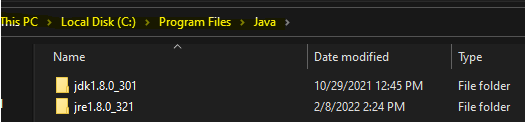 This PC > Local Disk (C:) > Program Files > Java >
Name Date modified Type
jdk1.8.0_301 10/29/2021 12:45 PM File folder
jre1.8.0_321 2/8/2022 2:24 PM File folder